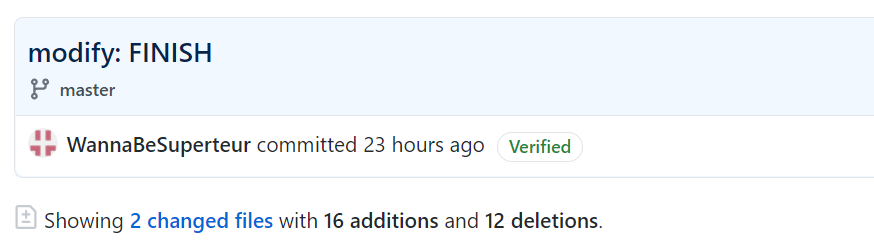 modify: FINISH
master
WannaBeSuperteur committed 23 hours ago Verified
Showing 2 changed files with 16 additions and 12 deletions.